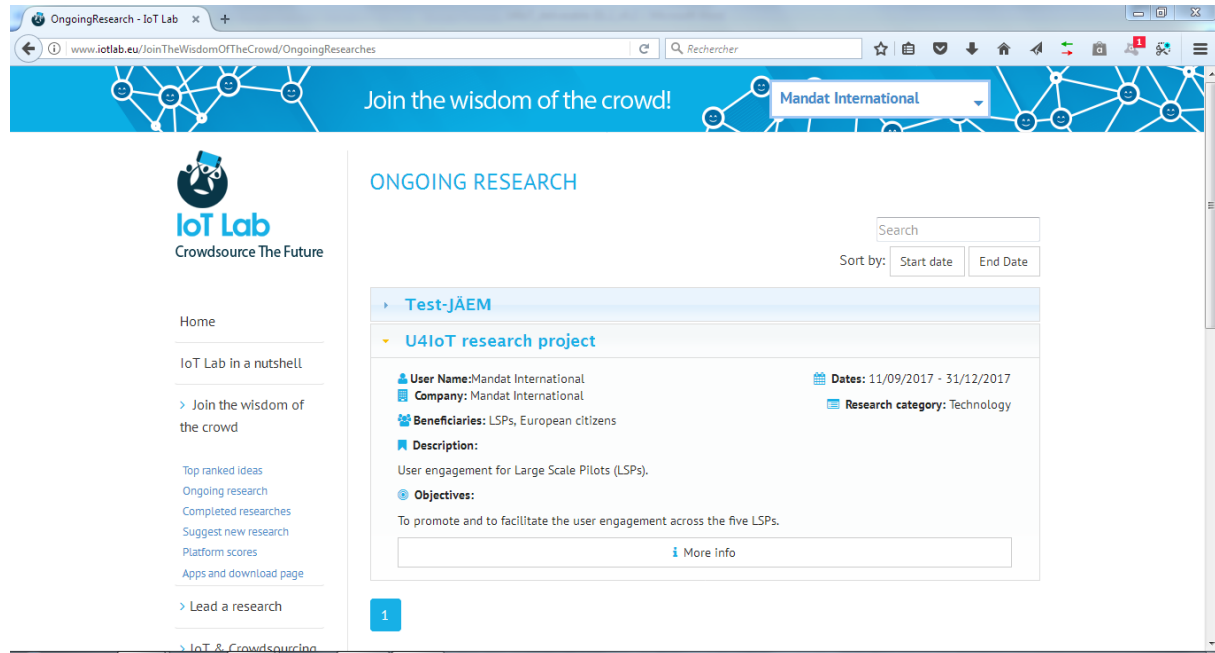 OngoingResearch - IoT Lab
www.iotlab.eu/JoinTheWisdomOfTheCrowd/OngoingResearches
Rechercher
1
Join the wisdom of the crowd!
Mandat International
IoT Lab
Crowdsource The Future
Home
IoT Lab in a nutshell
> Join the wisdom of
the crowd
Top ranked ideas
Ongoing research
Completed researches
Suggest new research
Platform scores
Apps and download page
> Lead a research
> IoT & Crowdsourcing
ONGOING RESEARCH
Search
Sort by: Start date End Date
Test-JÄEM
U4IoT research project
User Name:Mandat International
Company: Mandat International
Dates: 11/09/2017 - 31/12/2017
Research category: Technology
Beneficiaries: LSPs, European citizens
Description:
User engagement for Large Scale Pilots (LSPs).
Objectives:
To promote and to facilitate the user engagement across the five LSPs.
More info
1